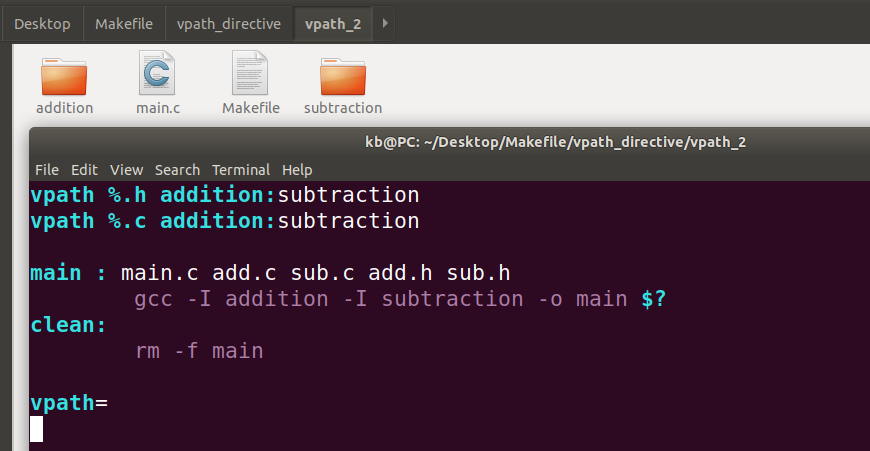 Desktop Makefile vpath_directive vpath_2
addition main.c Makefile subtraction
kb@PC: ~/Desktop/Makefile/vpath_directive/vpath_2
File Edit View Search Terminal Help
vpath %.h addition:subtraction
vpath %.c addition:subtraction
main : main.c add.c sub.c add.h sub.h
gcc -I addition -I subtraction -o main $?
clean:
rm -f main
vpath=